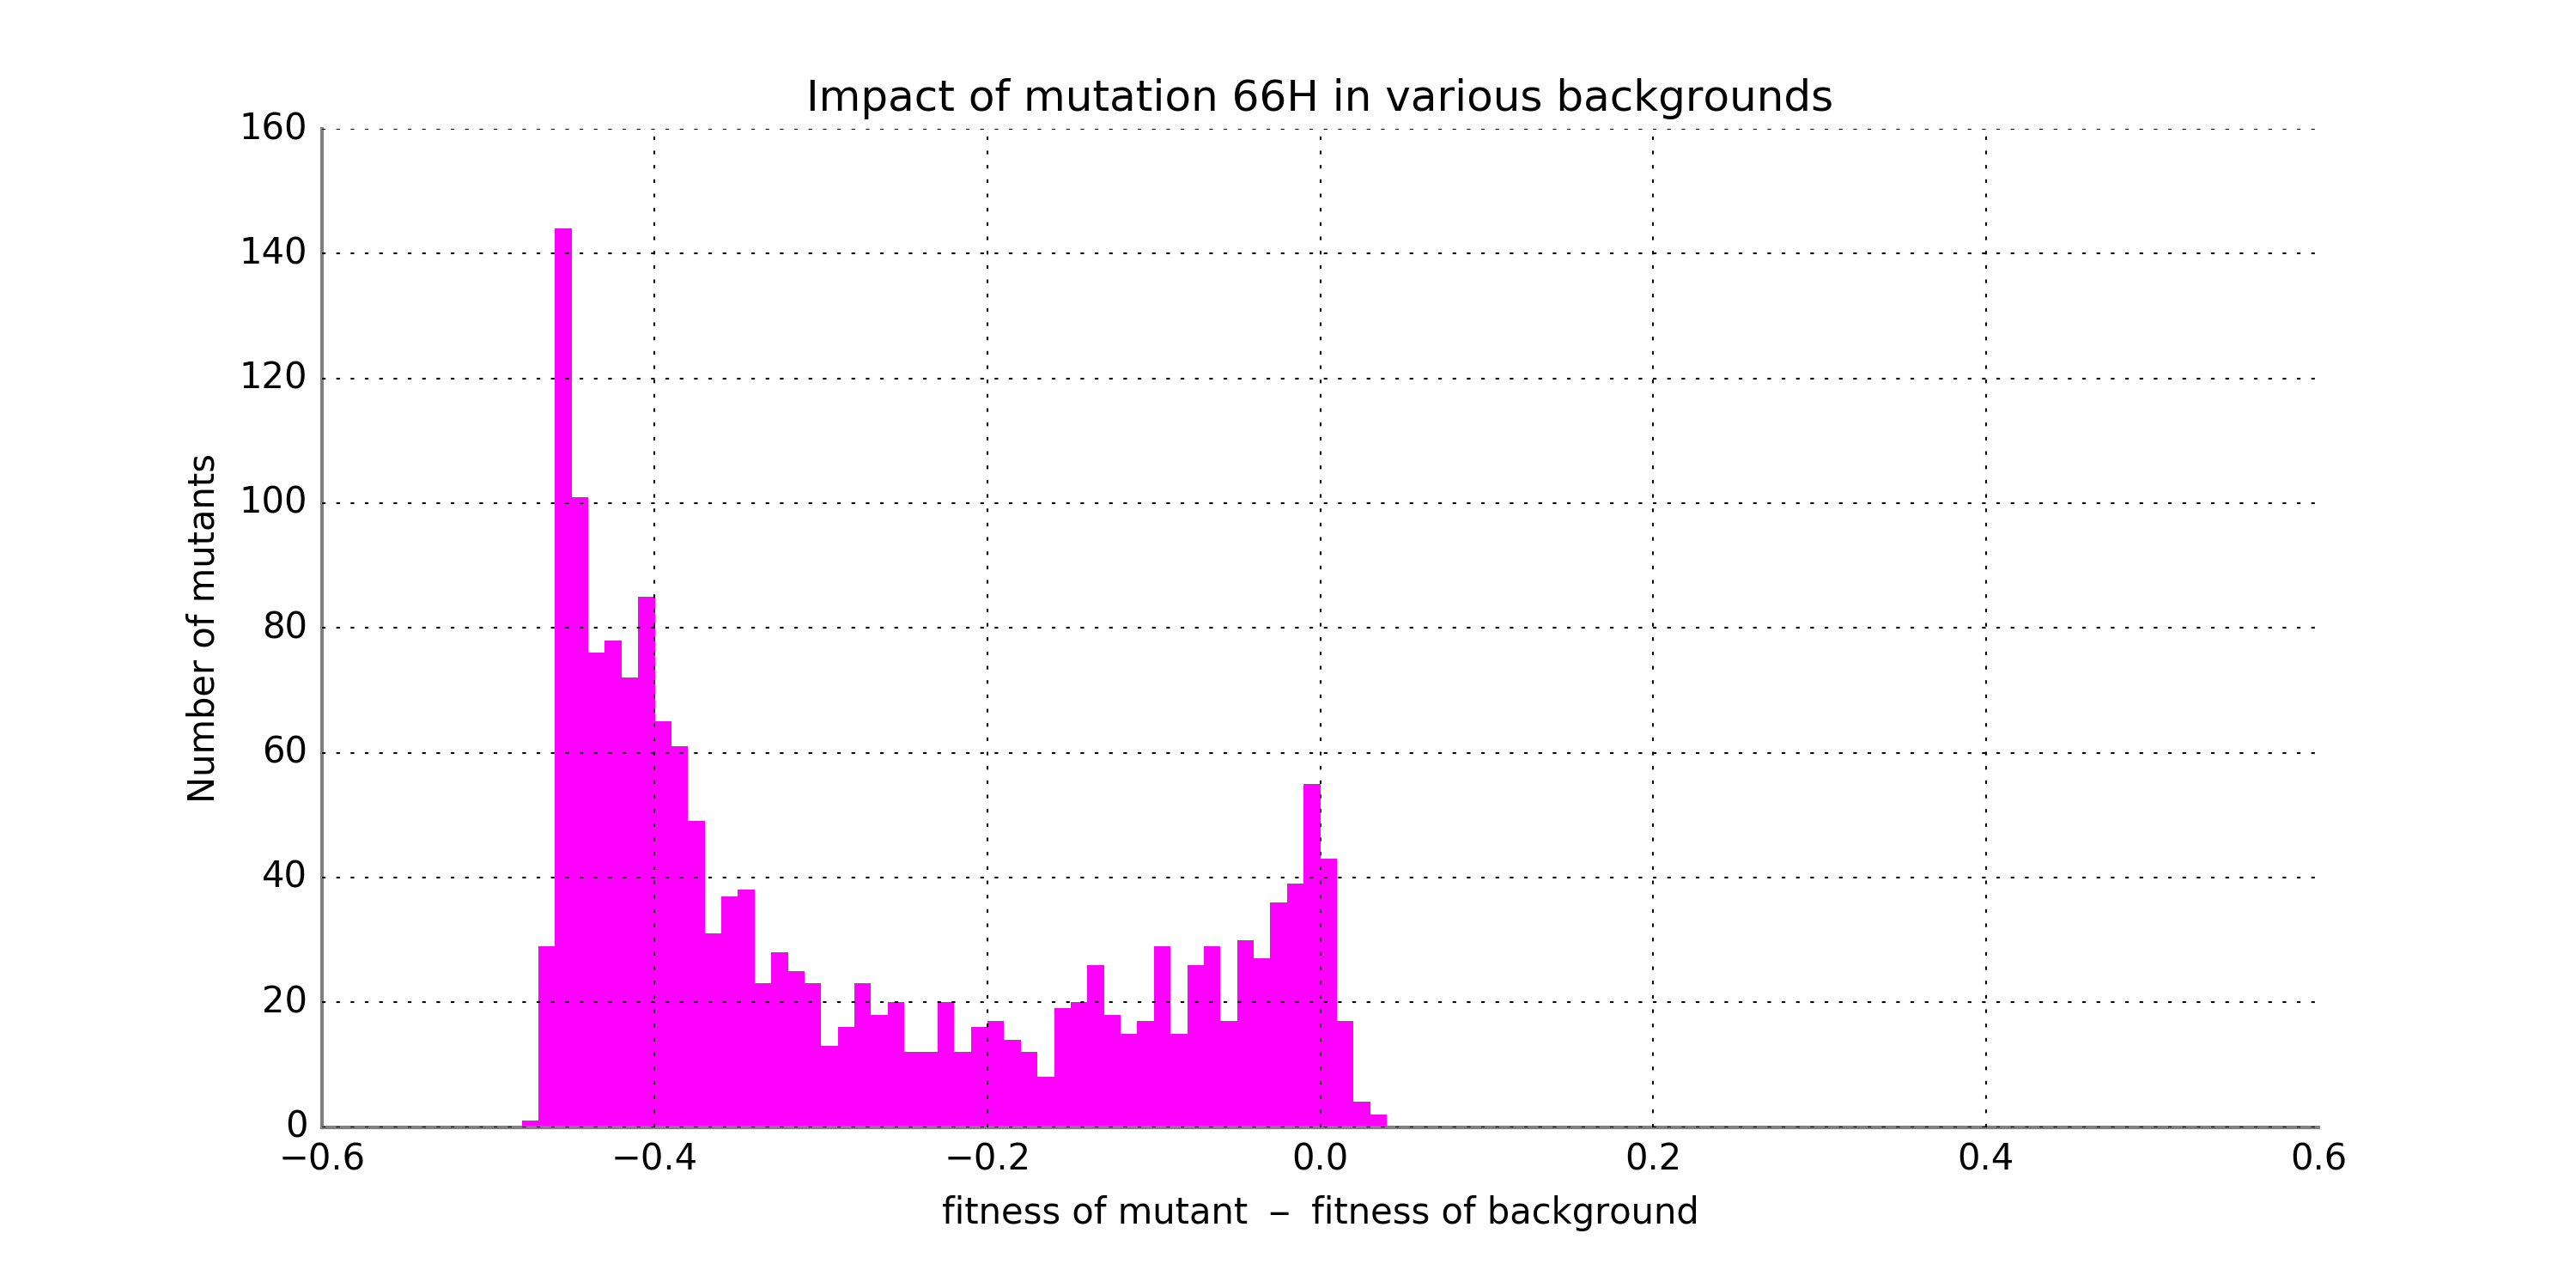 Impact of mutation 66H in various backgrounds
160
140
120
100
80
60
40
20
0
Number of mutants
−0.6 −0.4 −0.2 0.0 0.2 0.4 0.6
fitness of mutant − fitness of background